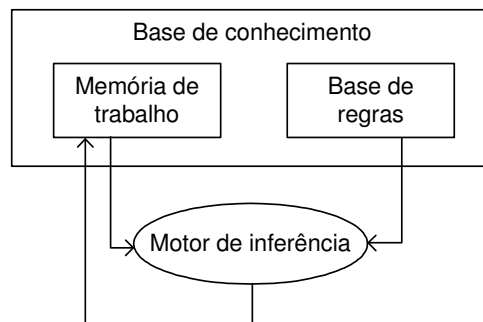 Base de conhecimento
Memória de
trabalho
Base de
regras
Motor de inferência